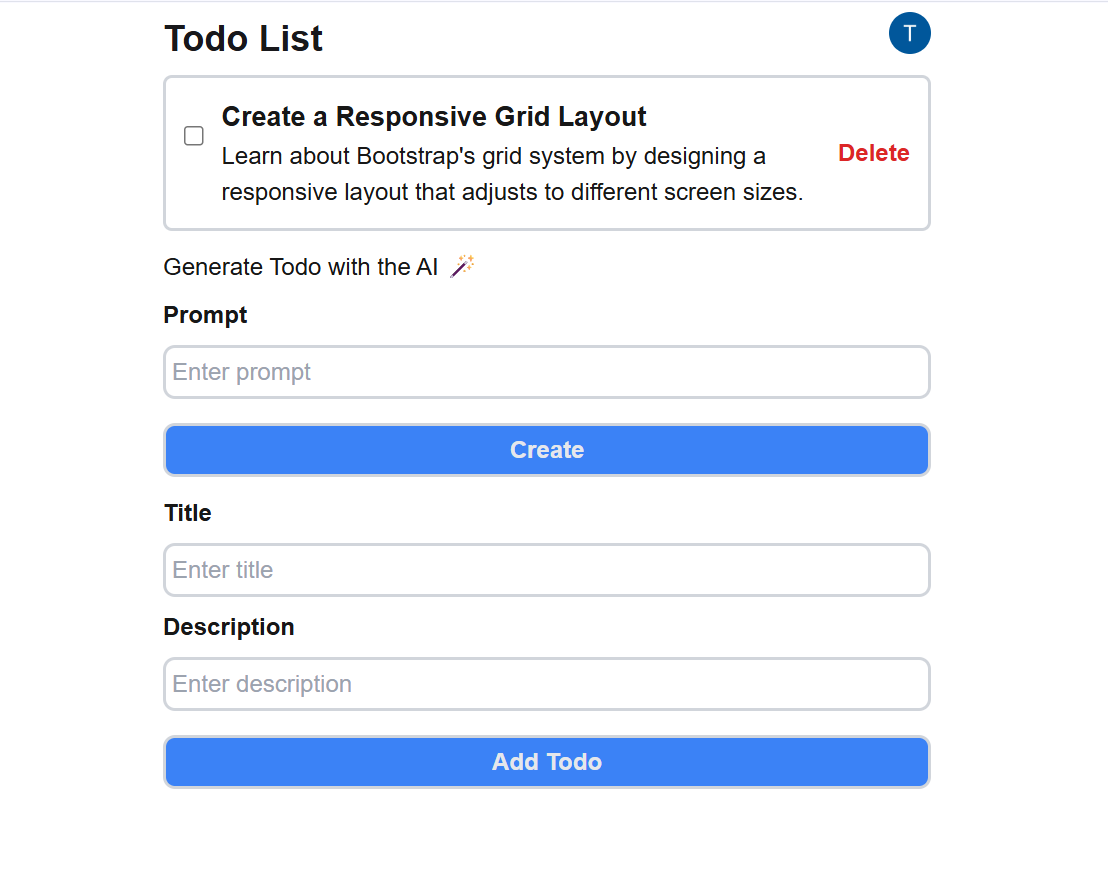 Todo List
T
Create a Responsive Grid Layout
Learn about Bootstrap's grid system by designing a
responsive layout that adjusts to different screen sizes.
Delete
Generate Todo with the AI 🪄
Prompt
Enter prompt
Create
Title
Enter title
Description
Enter description
Add Todo